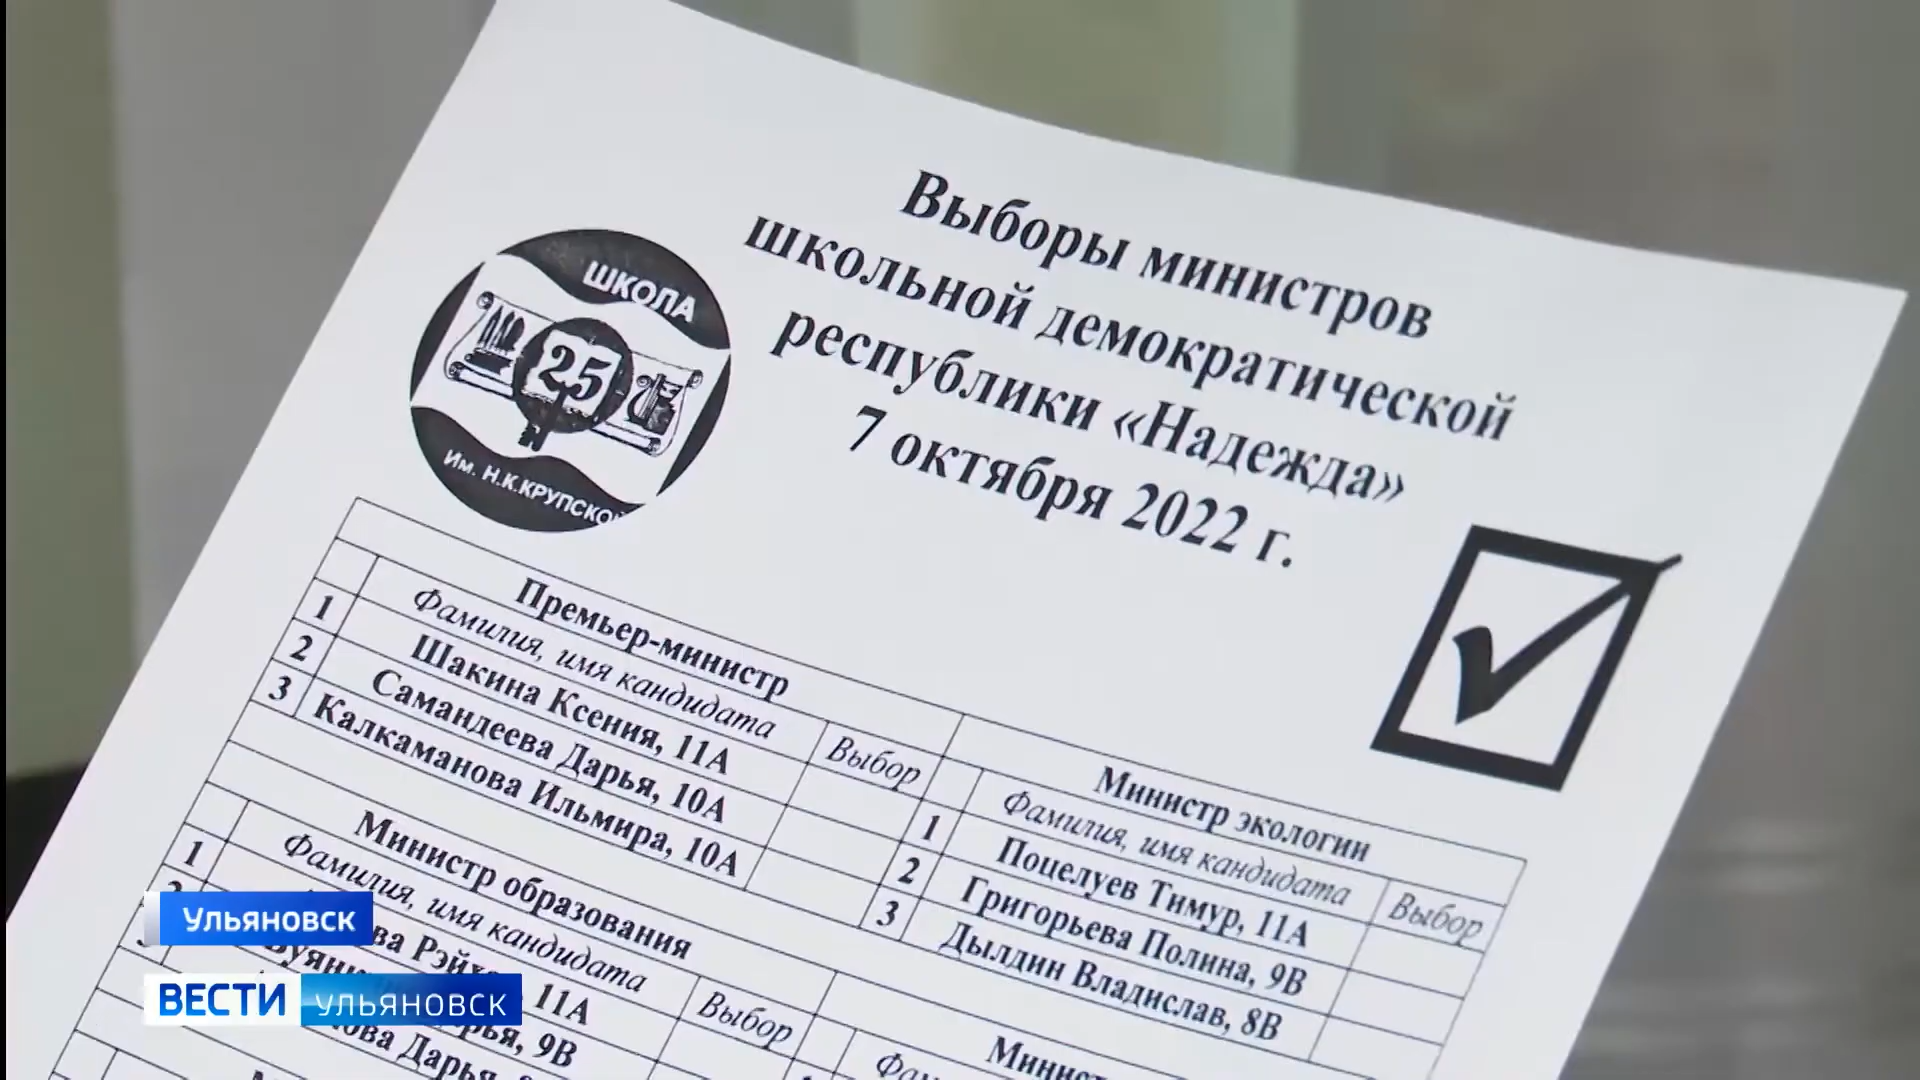 Выборы министров
школьной демократической
республики «Надежда»
7 октября 2022 г.
ШКОЛА
25
Им. Н.К.КРУПСКОЙ
Премьер-министр
Фамилия, имя кандидата Выбор
1 Шакина Ксения, 11А
2 Самандеева Дарья, 10А
3 Калкаманова Ильмира, 10А
Министр экологии
Фамилия, имя кандидата Выбор
1 Поцелуев Тимур, 11А
2 Григорьева Полина, 9В
3 Дылдин Владислав, 8В
Министр образования
Фамилия, имя кандидата Выбор
1 11А
9В
Дарья,
Ульяновск
ВЕСТИ УЛЬЯНОВСК